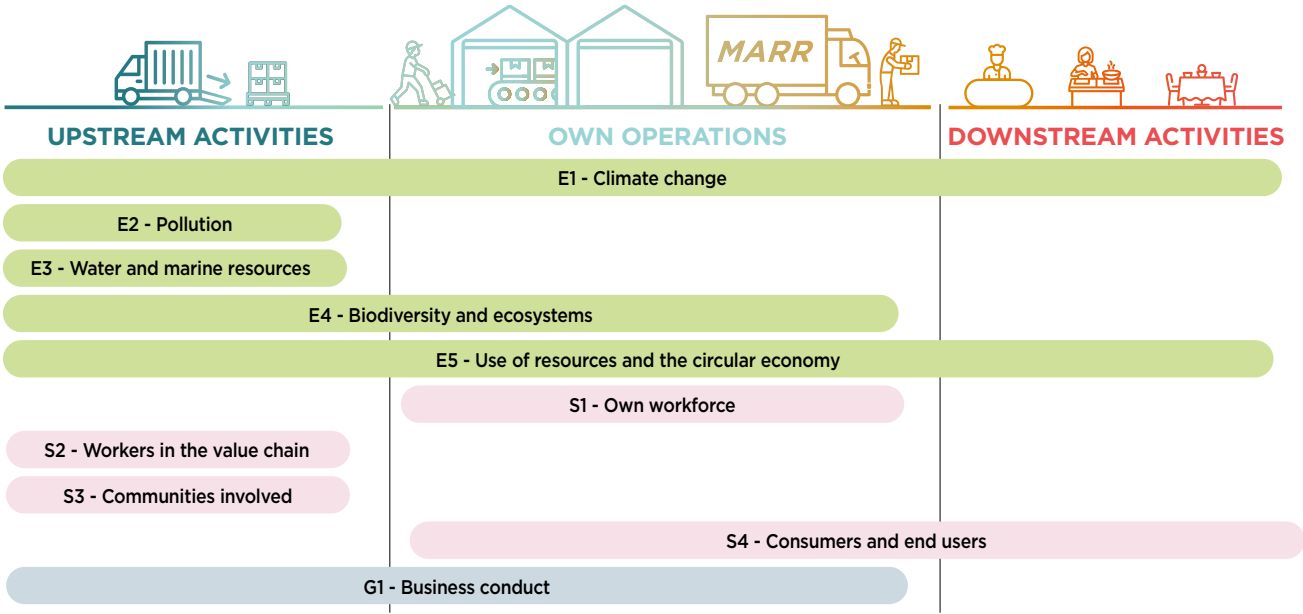 MARR
UPSTREAM ACTIVITIES
OWN OPERATIONS
DOWNSTREAM ACTIVITIES
E1 - Climate change
E2 - Pollution
E3 - Water and marine resources
E4 - Biodiversity and ecosystems
E5 - Use of resources and the circular economy
S1 - Own workforce
S2 - Workers in the value chain
S3 - Communities involved
S4 - Consumers and end users
G1 - Business conduct